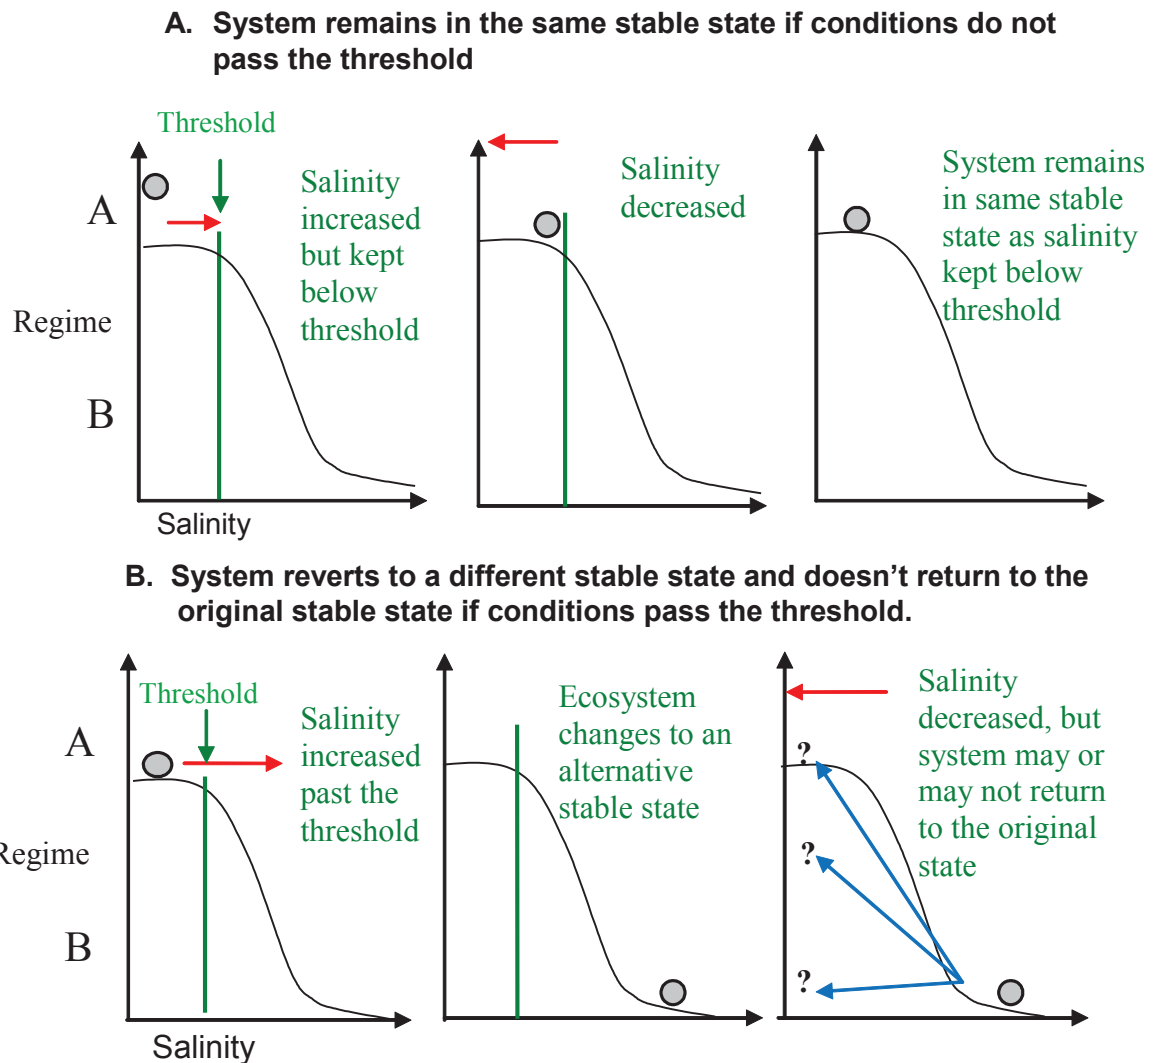 A. System remains in the same stable state if conditions do not
pass the threshold
Threshold
A
Regime
B
Salinity
increased
but kept
below
threshold
Salinity
Salinity
decreased
System remains
in same stable
state as salinity
kept below
threshold
B. System reverts to a different stable state and doesn't return to the
original stable state if conditions pass the threshold.
Threshold
A
Regime
B
Salinity
increased
past the
threshold
Salinity
Ecosystem
changes to an
alternative
stable state
Salinity
decreased, but
system may or
may not return
to the original
state
?
?
?